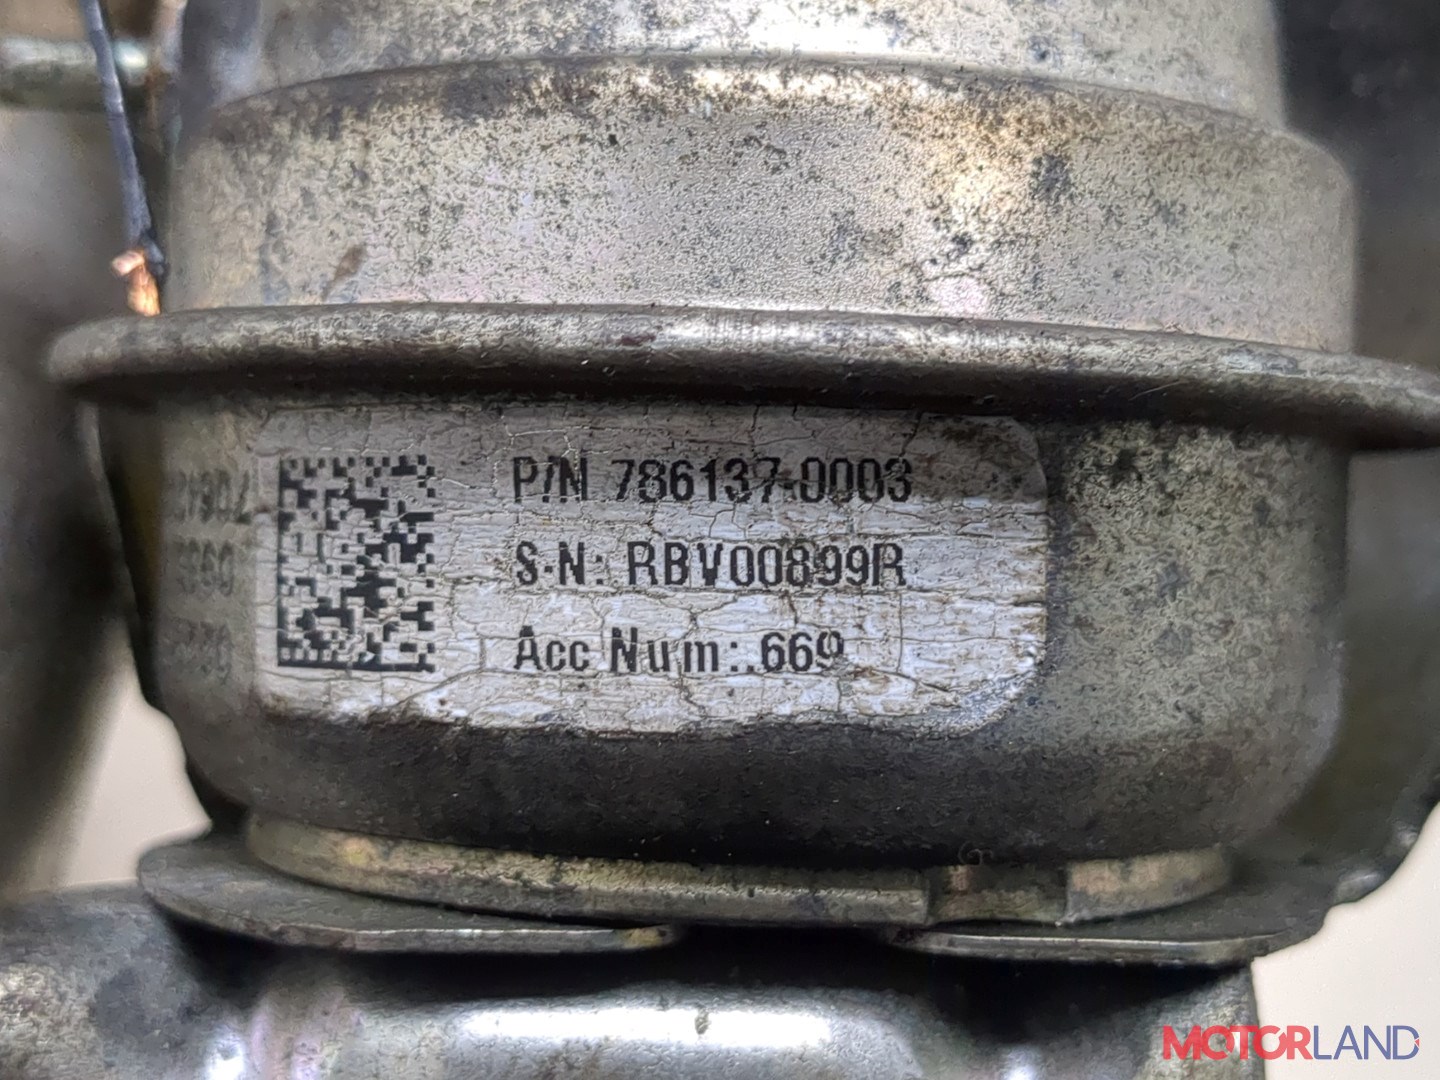 P/N 786137-0003
S-N: RBV00899R
Acc Num: 669
MOTORLAND